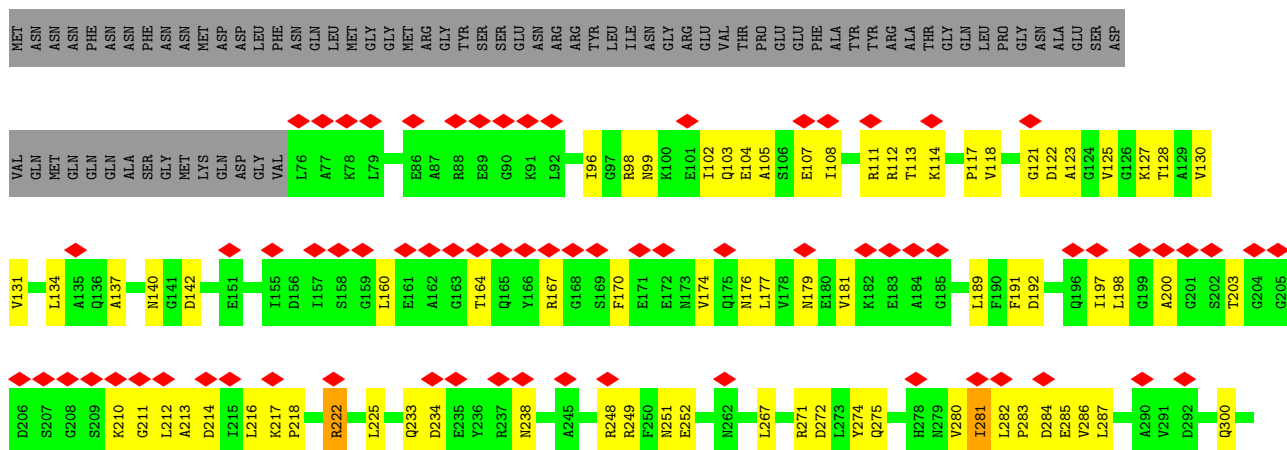 MET ASN ASN ASN PHE ASN ASN PHE ASN ASN MET ASP ASP LEU PHE ASN GLN LEU MET GLY GLY MET ARG GLY TYR SER SER GLU ASN ARG ARG TYR LEU ILE ASN GLY ARG GLU VAL THR PRO GLU GLU PHE ALA TYR TYR ARG ALA THR GLY GLN LEU PRO GLY ASN ALA GLU SER ASP
VAL GLN MET GLN GLN GLN ALA SER GLY MET LYS GLN ASP GLY VAL L76 A77 K78 L79 E86 A87 R88 E89 G90 K91 L92 I96 G97 R98 N99 K100 E101 I102 Q103 E104 A105 S106 E107 I108 R111 R112 T113 K114 P117 V118 G121 D122 A123 G124 V125 G126 K127 T128 A129 V130
V131 L134 A135 Q136 A137 N140 G141 D142 E151 I155 D156 I157 S158 G159 L160 E161 A162 G163 T164 Q165 Y166 R167 G168 S169 F170 E171 E172 N173 V174 Q175 N176 L177 V178 N179 E180 V181 K182 E183 A184 G185 L189 F190 F191 D192 Q196 I197 L198 G199 A200 G201 S202 T203 G204 G205
D206 S207 G208 S209 K210 G211 L212 A213 D214 I215 L216 K217 P218 R222 L225 Q233 D234 E235 Y236 R237 N238 A245 R248 R249 F250 N251 E252 N262 L267 R271 D272 L273 Y274 Q275 H278 N279 V280 I281 L282 P283 D284 E285 V286 L287 A290 V291 D292 Q300